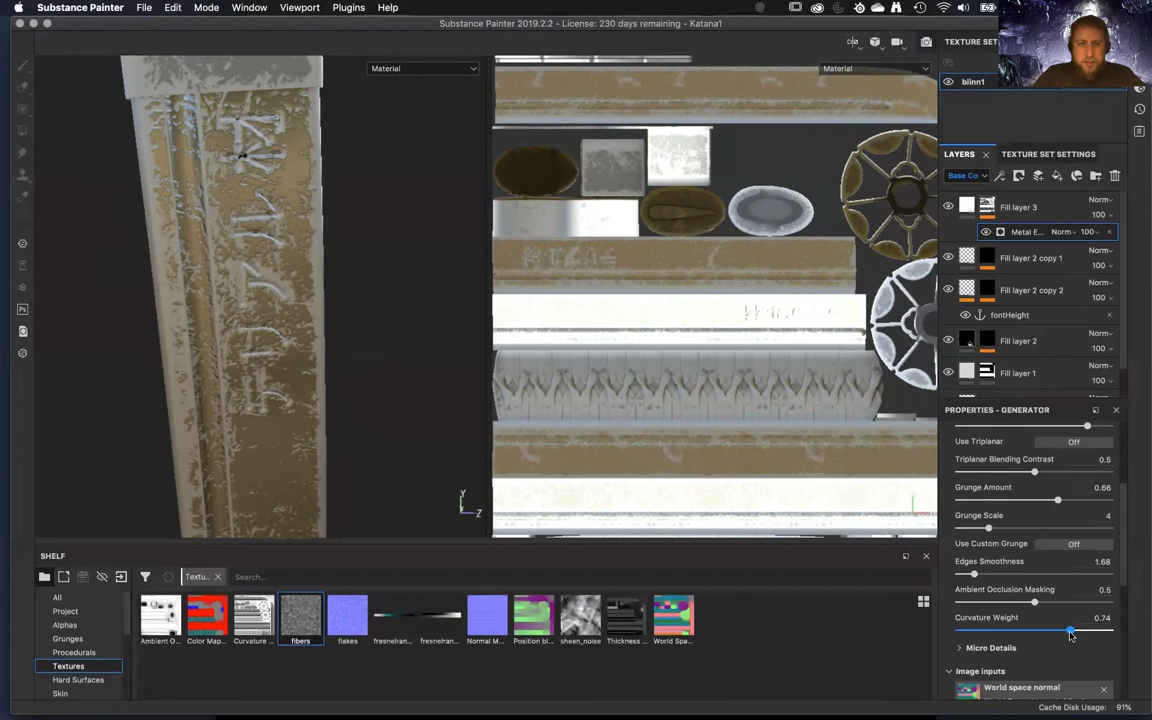 Substance Painter File Edit Mode Window Viewport Plugins Help
Substance Painter 2019.2.2 - License: 230 days remaining - Katana1
Material
Material
TEXTURE SET
blinn1
LAYERS TEXTURE SET SETTINGS
Base Co
Fill layer 3 Norm
100
Metal E... Norm 100
Fill layer 2 copy 1 Norm
100
Fill layer 2 copy 2 Norm
100
fontHeight
Fill layer 2 Norm
100
Fill layer 1 Norm
100
PROPERTIES - GENERATOR
Use Triplanar Off
Triplanar Blending Contrast 0.5
Grunge Amount 0.66
Grunge Scale 4
Use Custom Grunge Off
Edges Smoothness 1.68
Ambient Occlusion Masking 0.5
Curvature Weight 0.74
Micro Details
Image inputs
World space normal
Y
Z
SHELF
Textu... Search...
All
Project
Alphas
Grunges
Procedurals
Textures
Hard Surfaces
Skin
Ambient O... Color Map... Curvature ... fibers flakes fresnelRan... fresnelRan... Normal M... Position bl... sheen_noise Thickness ... World Spa...
Cache Disk Usage: 91%